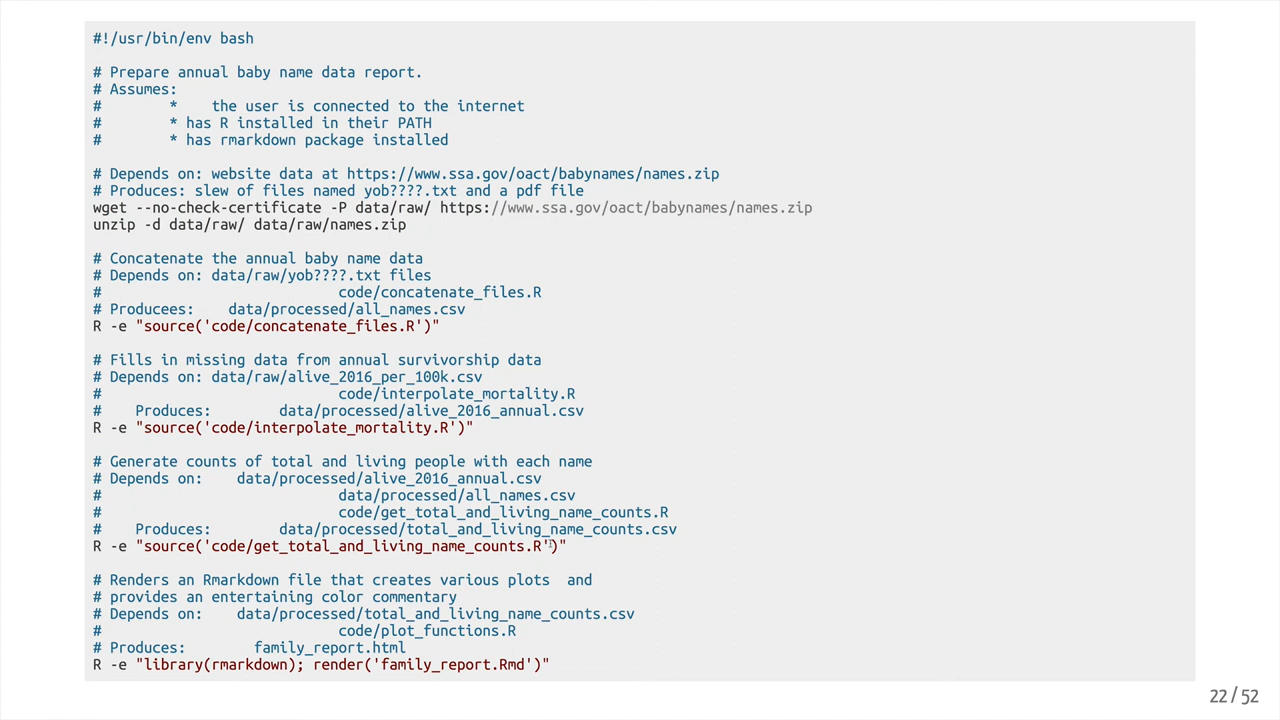 #!/usr/bin/env bash
# Prepare annual baby name data report.
# Assumes:
#        *    the user is connected to the internet
#        * has R installed in their PATH
#        * has rmarkdown package installed
# Depends on: website data at https://www.ssa.gov/oact/babynames/names.zip
# Produces: slew of files named yob????.txt and a pdf file
wget --no-check-certificate -P data/raw/ https://www.ssa.gov/oact/babynames/names.zip
unzip -d data/raw/ data/raw/names.zip
# Concatenate the annual baby name data
# Depends on: data/raw/yob????.txt files
#                            code/concatenate_files.R
# Producees:    data/processed/all_names.csv
R -e "source('code/concatenate_files.R')"
# Fills in missing data from annual survivorship data
# Depends on: data/raw/alive_2016_per_100k.csv
#                            code/interpolate_mortality.R
#    Produces:        data/processed/alive_2016_annual.csv
R -e "source('code/interpolate_mortality.R')"
# Generate counts of total and living people with each name
# Depends on:    data/processed/alive_2016_annual.csv
#                            data/processed/all_names.csv
#                            code/get_total_and_living_name_counts.R
#    Produces:        data/processed/total_and_living_name_counts.csv
R -e "source('code/get_total_and_living_name_counts.R')"
# Renders an Rmarkdown file that creates various plots  and
# provides an entertaining color commentary
# Depends on:    data/processed/total_and_living_name_counts.csv
#                            code/plot_functions.R
# Produces:        family_report.html
R -e "library(rmarkdown); render('family_report.Rmd')"
22 / 52